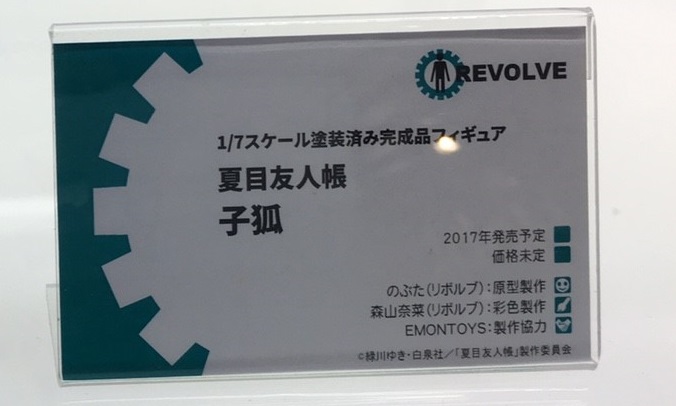 REVOLVE
1/7スケール塗装済み完成品フィギュア
夏目友人帳
子狐
2017年発売予定
価格未定
のぶた(リボルブ):原型製作
森山奈菜(リボルブ):彩色製作
EMONTOYS:製作協力
©緑川ゆき・白泉社/「夏目友人帳」製作委員会